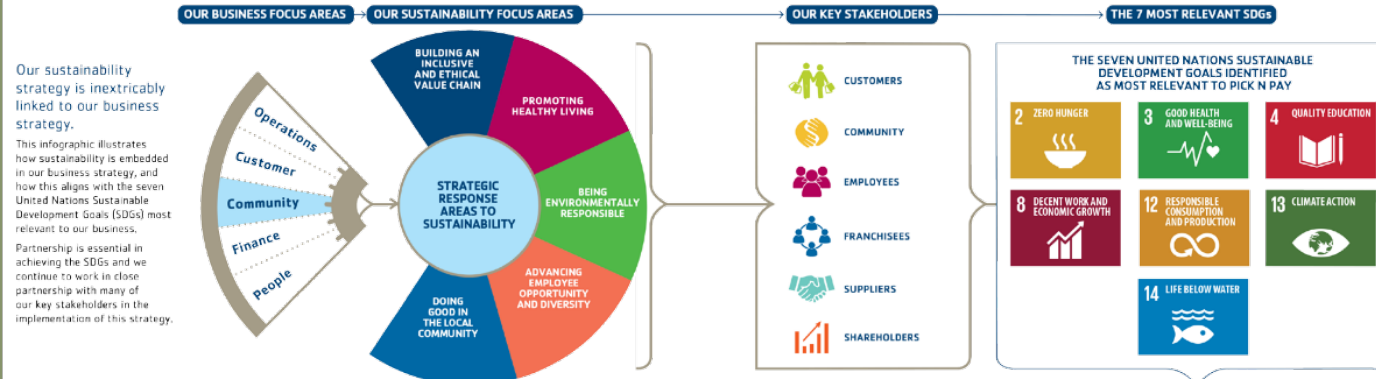 OUR BUSINESS FOCUS AREAS
OUR SUSTAINABILITY FOCUS AREAS
OUR KEY STAKEHOLDERS
THE 7 MOST RELEVANT SDGs
Our sustainability
strategy is inextricably
linked to our business
strategy.
This infographic illustrates
how sustainability is embedded
in our business strategy, and
how this aligns with the seven
United Nations Sustainable
Development Goals (SDGs) most
relevant to our business.
Partnership is essential in
achieving the SDGs and we
continue to work in close
partnership with many of
our key stakeholders in the
implementation of this strategy.
Operations
Customer
Community
Finance
People
STRATEGIC
RESPONSE
AREAS TO
SUSTAINABILITY
BUILDING AN
INCLUSIVE
AND ETHICAL
VALUE CHAIN
PROMOTING
HEALTHY LIVING
BEING
ENVIRONMENTALLY
RESPONSIBLE
ADVANCING
EMPLOYEE
OPPORTUNITY
AND DIVERSITY
DOING
GOOD IN
THE LOCAL
COMMUNITY
CUSTOMERS
COMMUNITY
EMPLOYEES
FRANCHISEES
SUPPLIERS
SHAREHOLDERS
THE SEVEN UNITED NATIONS SUSTAINABLE
DEVELOPMENT GOALS IDENTIFIED
AS MOST RELEVANT TO PICK N PAY
2 ZERO HUNGER
3 GOOD HEALTH
AND WELL-BEING
4 QUALITY EDUCATION
8 DECENT WORK AND
ECONOMIC GROWTH
12 RESPONSIBLE
CONSUMPTION
AND PRODUCTION
13 CLIMATE ACTION
14 LIFE BELOW WATER